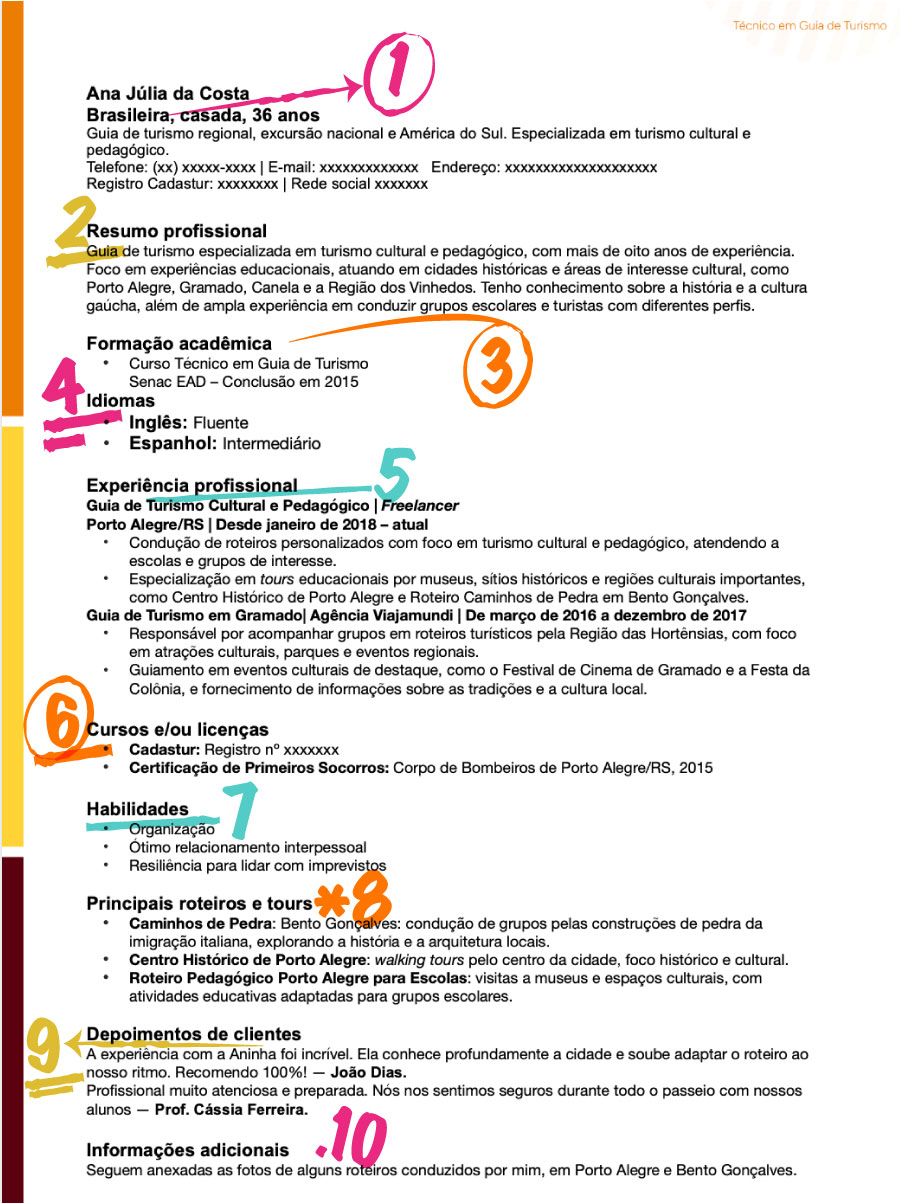 Técnico em Guia de Turismo
1
Ana Júlia da Costa
Brasileira, casada, 36 anos
Guia de turismo regional, excursão nacional e América do Sul. Especializada em turismo cultural e
pedagógico.
Telefone: (xx) xxxxx-xxxx | E-mail: xxxxxxxxxxxxx Endereço: xxxxxxxxxxxxxxxxxxxx
Registro Cadastur: xxxxxxxx | Rede social xxxxxxx
2
Resumo profissional
Guia de turismo especializada em turismo cultural e pedagógico, com mais de oito anos de experiência.
Foco em experiências educacionais, atuando em cidades históricas e áreas de interesse cultural, como
Porto Alegre, Gramado, Canela e a Região dos Vinhedos. Tenho conhecimento sobre a história e a cultura
gaúcha, além de ampla experiência em conduzir grupos escolares e turistas com diferentes perfis.
Formação acadêmica
3
• Curso Técnico em Guia de Turismo
Senac EAD – Conclusão em 2015
4
Idiomas
• Inglês: Fluente
• Espanhol: Intermediário
5
Experiência profissional
Guia de Turismo Cultural e Pedagógico | Freelancer
Porto Alegre/RS | Desde janeiro de 2018 – atual
• Condução de roteiros personalizados com foco em turismo cultural e pedagógico, atendendo a
escolas e grupos de interesse.
• Especialização em tours educacionais por museus, sítios históricos e regiões culturais importantes,
como Centro Histórico de Porto Alegre e Roteiro Caminhos de Pedra em Bento Gonçalves.
Guia de Turismo em Gramado| Agência Viajamundi | De março de 2016 a dezembro de 2017
• Responsável por acompanhar grupos em roteiros turísticos pela Região das Hortênsias, com foco
em atrações culturais, parques e eventos regionais.
• Guiamento em eventos culturais de destaque, como o Festival de Cinema de Gramado e a Festa da
Colônia, e fornecimento de informações sobre as tradições e a cultura local.
6
Cursos e/ou licenças
• Cadastur: Registro nº xxxxxxx
• Certificação de Primeiros Socorros: Corpo de Bombeiros de Porto Alegre/RS, 2015
7
Habilidades
• Organização
• Ótimo relacionamento interpessoal
• Resiliência para lidar com imprevistos
Principais roteiros e tours *8
• Caminhos de Pedra: Bento Gonçalves: condução de grupos pelas construções de pedra da
imigração italiana, explorando a história e a arquitetura locais.
• Centro Histórico de Porto Alegre: walking tours pelo centro da cidade, foco histórico e cultural.
• Roteiro Pedagógico Porto Alegre para Escolas: visitas a museus e espaços culturais, com
atividades educativas adaptadas para grupos escolares.
9
Depoimentos de clientes
A experiência com a Aninha foi incrível. Ela conhece profundamente a cidade e soube adaptar o roteiro ao
nosso ritmo. Recomendo 100%! — João Dias.
Profissional muito atenciosa e preparada. Nós nos sentimos seguros durante todo o passeio com nossos
alunos — Prof. Cássia Ferreira.
.10
Informações adicionais
Seguem anexadas as fotos de alguns roteiros conduzidos por mim, em Porto Alegre e Bento Gonçalves.